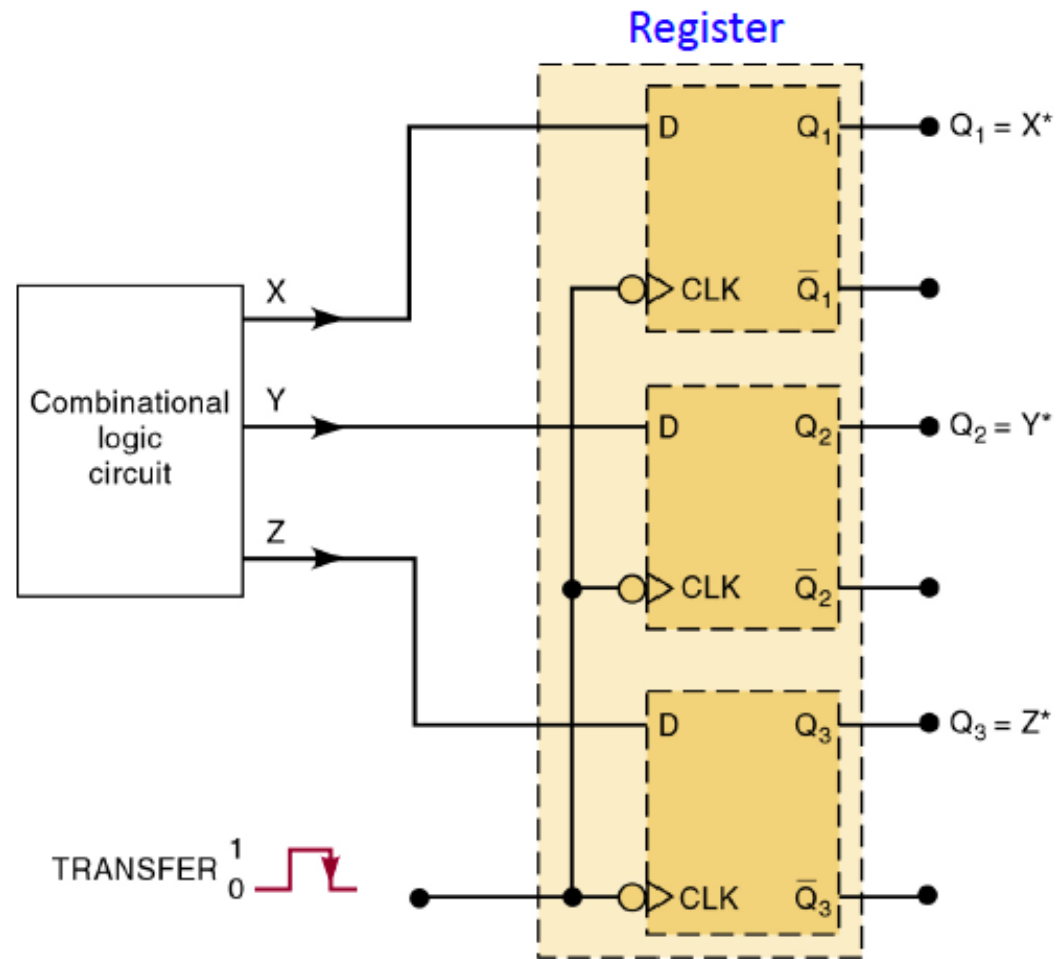 Register
D Q₁ Q₁ = X*
X
CLK Q̅₁
Combinational
logic
circuit
Y
D Q₂ Q₂ = Y*
Z
CLK Q̅₂
D Q₃ Q₃ = Z*
TRANSFER 1
0
CLK Q̅₃